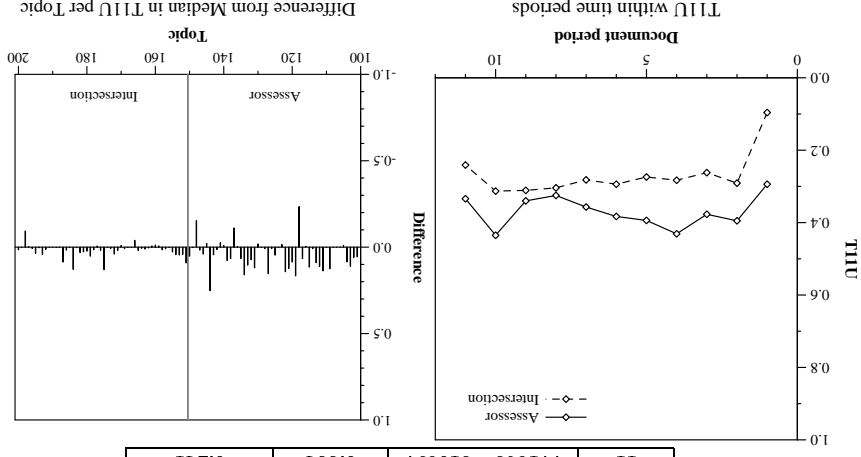 1.0
0.8
0.6
0.4
0.2
0.0
T11U
Assessor
Intersection
0 5 10
Document period
T11U within time periods
1.0
0.5
0.0
-0.5
-1.0
Difference
Assessor Intersection
100 120 140 160 180 200
Topic
Difference from Median in T11U per Topic